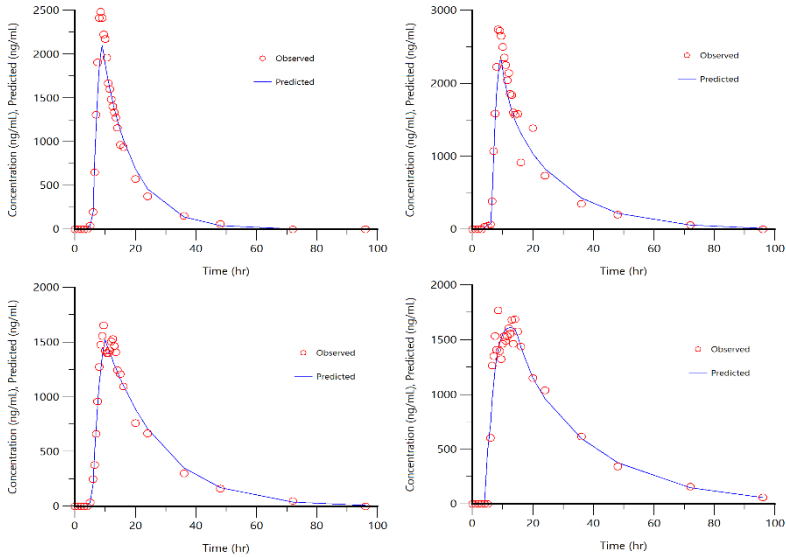 2500
2000
1500
1000
500
0
Concentration (ng/mL), Predicted (ng/mL)
0 20 40 60 80 100
Time (hr)
Observed
Predicted
3000
2000
1000
0
Concentration (ng/mL), Predicted (ng/mL)
0 20 40 60 80 100
Time (hr)
Observed
Predicted
2000
1500
1000
500
0
Concentration (ng/mL), Predicted (ng/mL)
0 20 40 60 80 100
Time (hr)
Observed
Predicted
2000
1500
1000
500
0
Concentration (ng/mL), Predicted (ng/mL)
0 20 40 60 80 100
Time (hr)
Observed
Predicted